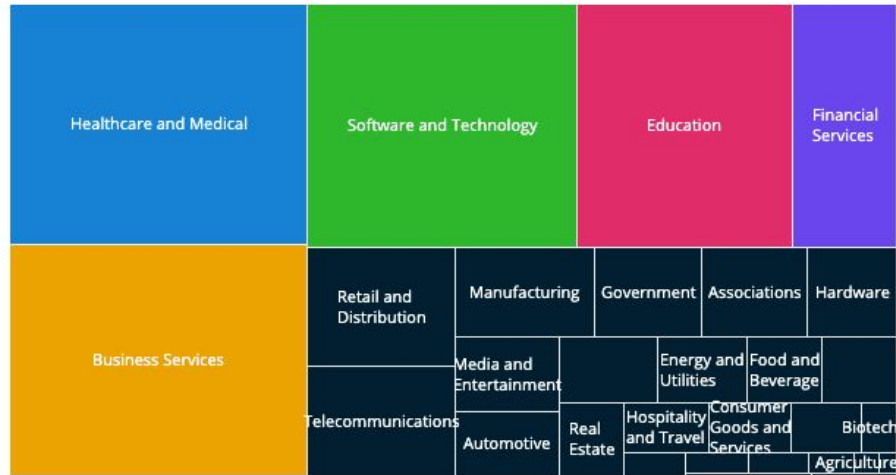 Healthcare and Medical
Software and Technology
Education
Financial
Services
Business Services
Retail and
Distribution
Manufacturing
Government
Associations
Hardware
Telecommunications
Media and
Entertainment
Energy and
Utilities
Food and
Beverage
Automotive
Real
Estate
Hospitality
and Travel
Consumer
Goods and
Services
Biotech
Agriculture